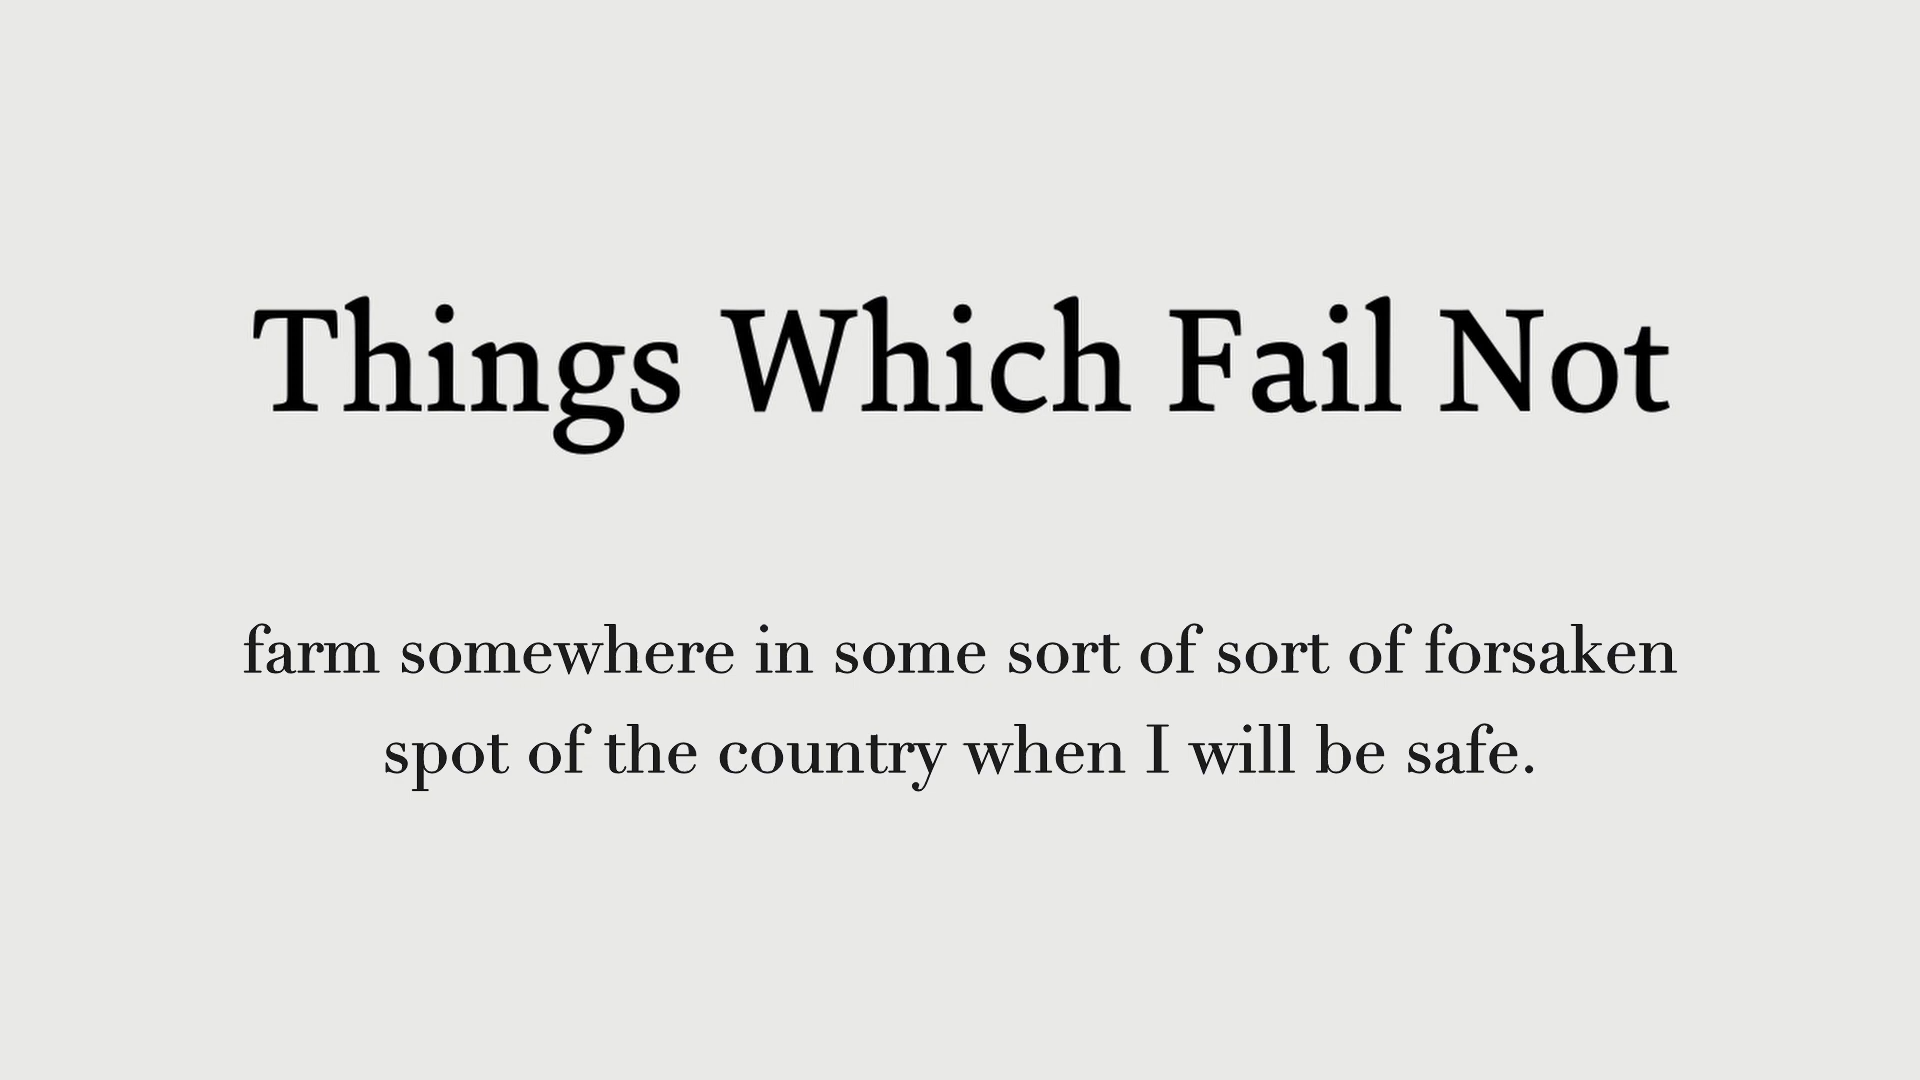 Things Which Fail Not
farm somewhere in some sort of sort of forsaken
spot of the country when I will be safe.